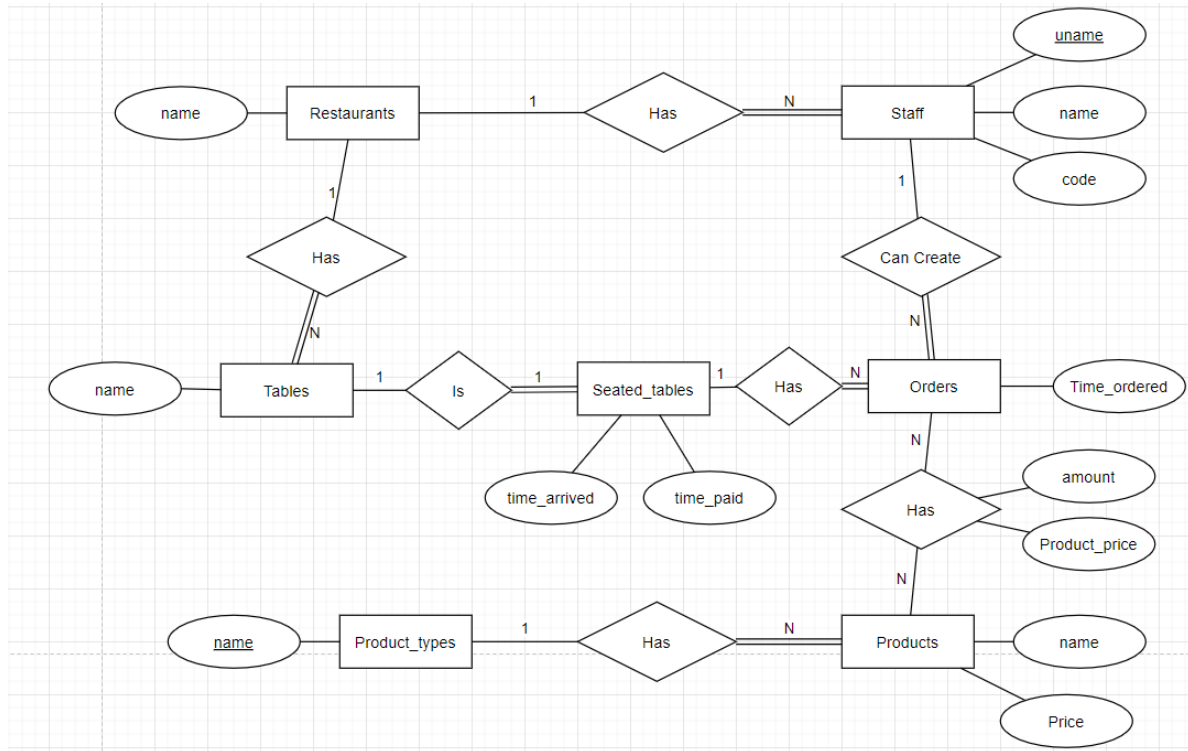 uname
name
Restaurants
1
Has
N
Staff
name
code
1
1
Has
Can Create
N
N
name
Tables
1
Is
1
Seated_tables
1
Has
N
Orders
Time_ordered
N
time_arrived
time_paid
amount
Has
Product_price
N
name
Product_types
1
Has
N
Products
name
Price